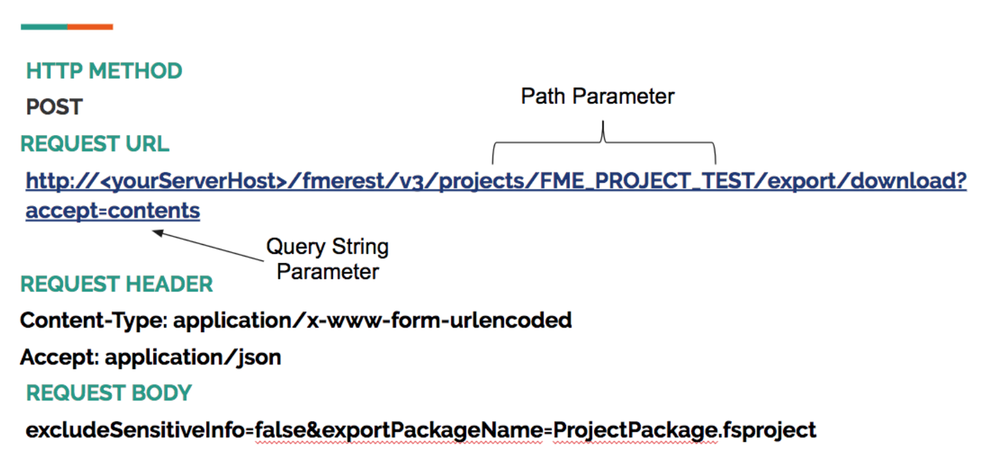 HTTP METHOD
POST
Path Parameter
REQUEST URL
http://<yourServerHost>/fmerest/v3/projects/FME_PROJECT_TEST/export/download?
accept=contents
Query String
Parameter
REQUEST HEADER
Content-Type: application/x-www-form-urlencoded
Accept: application/json
REQUEST BODY
excludeSensitiveInfo=false&exportPackageName=ProjectPackage.fsproject